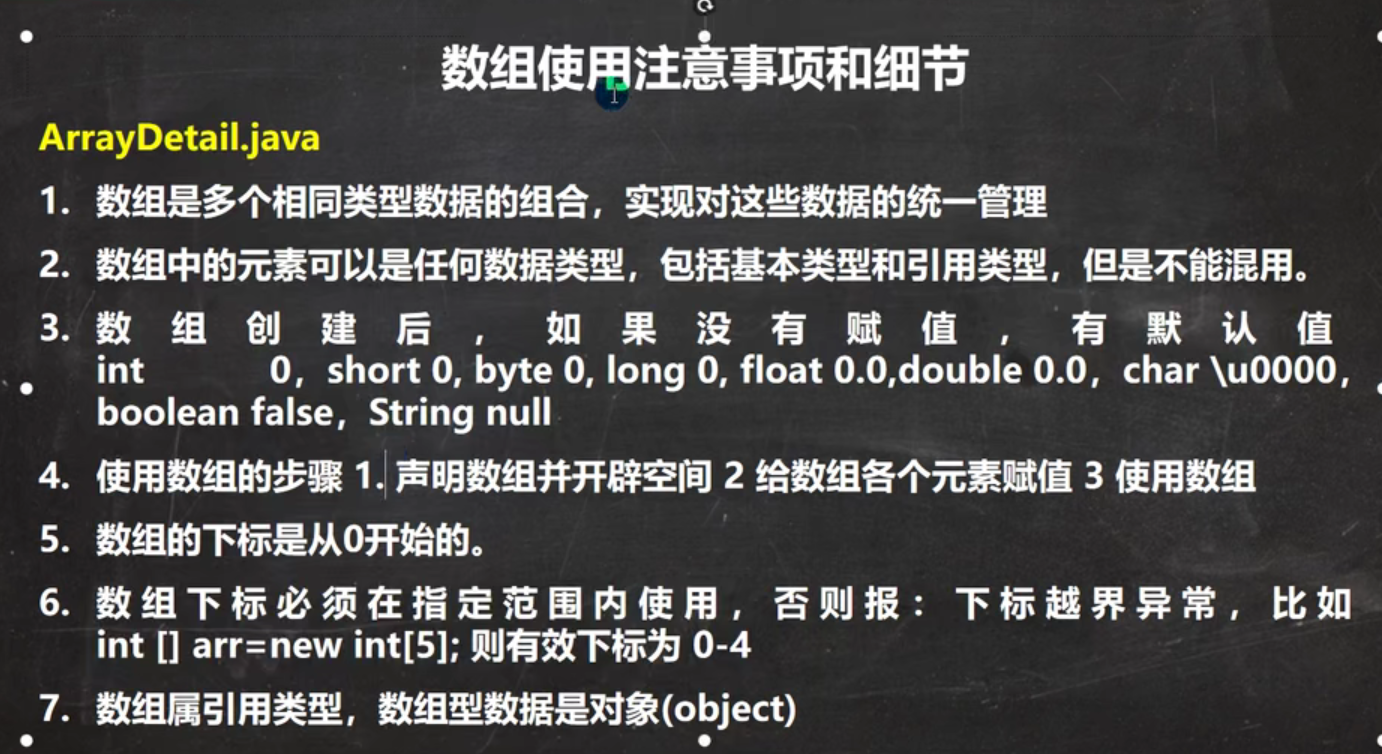 数组使用注意事项和细节
ArrayDetail.java
1. 数组是多个相同类型数据的组合，实现对这些数据的统一管理
2. 数组中的元素可以是任何数据类型，包括基本类型和引用类型，但是不能混用。
3. 数组创建后，如果没有赋值，有默认值
int 0，short 0, byte 0, long 0, float 0.0,double 0.0，char \u0000，
boolean false，String null
4. 使用数组的步骤 1. 声明数组并开辟空间 2 给数组各个元素赋值 3 使用数组
5. 数组的下标是从0开始的。
6. 数组下标必须在指定范围内使用，否则报：下标越界异常，比如
int [] arr=new int[5]; 则有效下标为 0-4
7. 数组属引用类型，数组型数据是对象(object)